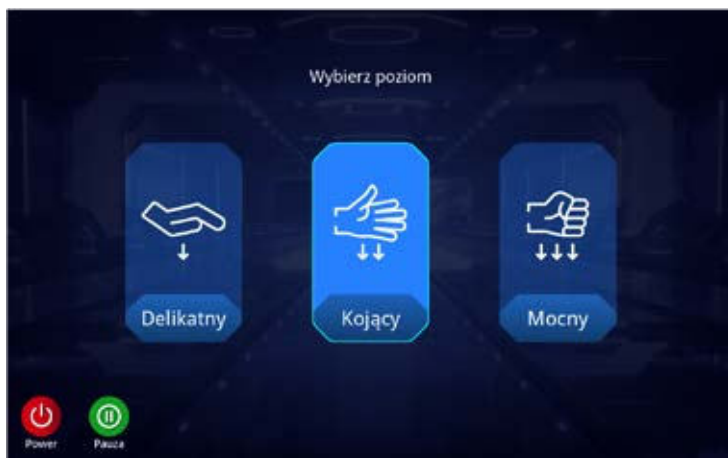 Wybierz poziom
Delikatny
Kojący
Mocny
Power
Pauza